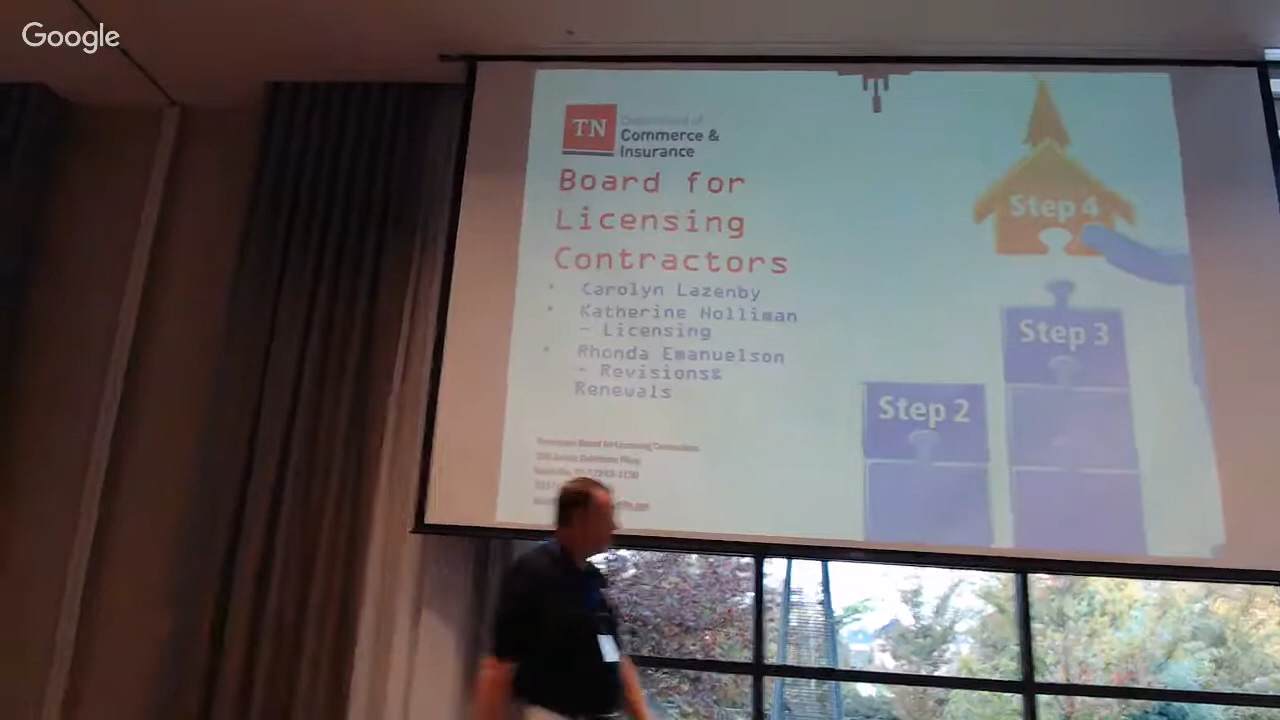 Google
TN
Department of
Commerce &
Insurance
Board for
Licensing
Contractors
• Carolyn Lazenby
• Katherine Holliman
- Licensing
• Rhonda Emanuelson
- Revisions&
Renewals
Step 4
Step 3
Step 2